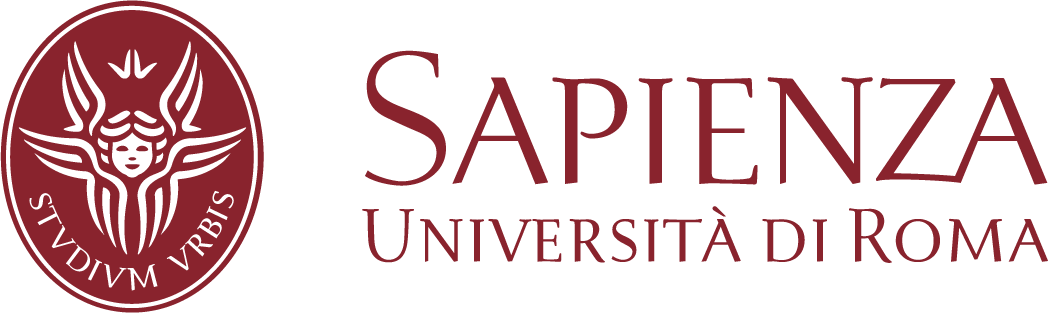 STVDIVM VRBIS
SAPIENZA
UNIVERSITÀ DI ROMA